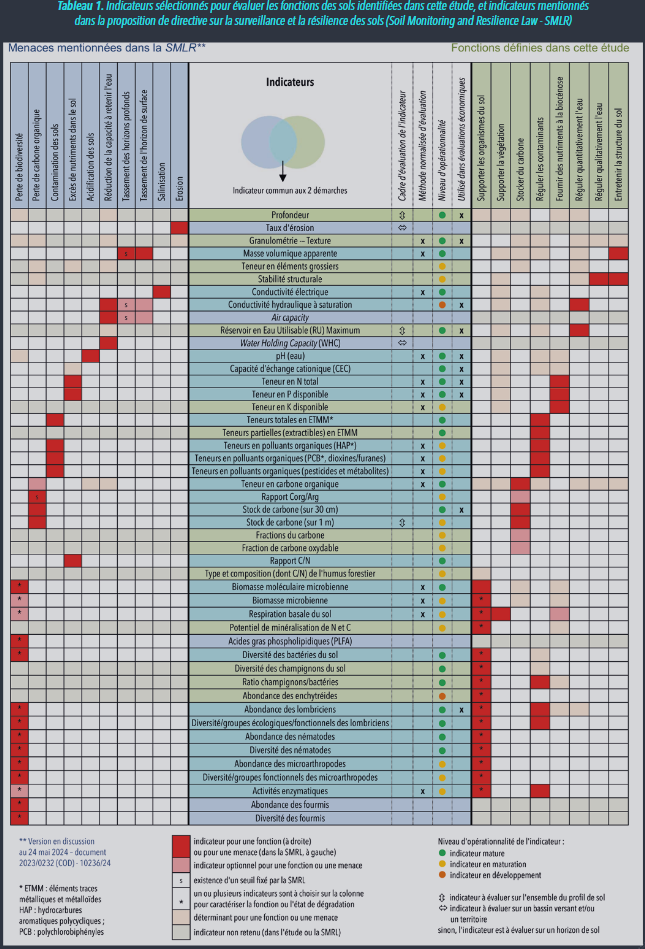 Tableau 1. Indicateurs sélectionnés pour évaluer les fonctions des sols identifiées dans cette étude, et indicateurs mentionnés
dans la proposition de directive sur la surveillance et la résilience des sols (Soil Monitoring and Resilience Law - SMLR)
Menaces mentionnées dans la SMLR**
Fonctions définies dans cette étude
Perte de biodiversité
Perte de carbone organique
Contamination des sols
Excès de nutriments dans le sol
Acidification des sols
Réduction de la capacité à retenir l'eau
Tassement des horizons profonds
Tassement de l'horizon de surface
Salinisation
Erosion
Indicateurs
Indicateur commun aux 2 démarches
Cadre d'évaluation de l'indicateur
Méthode normalisée d'évaluation
Niveau d'opérationnalité
Utilisé dans évaluations économiques
Supporter les organismes du sol
Supporter la végétation
Stocker du carbone
Réguler les contaminants
Fournir des nutriments à la biocénose
Réguler quantitativement l'eau
Réguler qualitativement l'eau
Entretenir la structure du sol
Profondeur ⇳ x
Taux d'érosion ⬄
Granulométrie – Texture x x
s Masse volumique apparente x
Teneur en éléments grossiers
Stabilité structurale
Conductivité électrique x
s Conductivité hydraulique à saturation x
s Air capacity
Réservoir en Eau Utilisable (RU) Maximum ⇳ x
Water Holding Capacity (WHC) ⬄
pH (eau) x x
Capacité d'échange cationique (CEC) x
Teneur en N total x x
Teneur en P disponible x x
Teneur en K disponible x
Teneurs totales en ETMM*
Teneurs partielles (extractibles) en ETMM
Teneurs en polluants organiques (HAP*) x
Teneurs en polluants organiques (PCB*, dioxines/furanes) x
Teneurs en polluants organiques (pesticides et métabolites) x
Teneur en carbone organique x
Rapport Corg/Arg
Stock de carbone (sur 30 cm) x
Stock de carbone (sur 1 m) ⇳
Fractions du carbone
Fraction de carbone oxydable
Rapport C/N
Type et composition (dont C/N) de l'humus forestier
* Biomasse moléculaire microbienne x
* Biomasse microbienne x *
* Respiration basale du sol x *
Potentiel de minéralisation de N et C *
* Acides gras phospholipidiques (PLFA)
* Diversité des bactéries du sol *
Diversité des champignons du sol *
Ratio champignons/bactéries *
Abondance des enchytréides *
* Abondance des lombriciens x *
* Diversité/groupes écologiques/fonctionnels des lombriciens *
* Abondance des nématodes *
* Diversité des nématodes *
* Abondance des microarthropodes *
* Diversité/groupes fonctionnels des microarthropodes *
* Activités enzymatiques x *
* Abondance des fourmis
* Diversité des fourmis
** Version en discussion
au 24 mai 2024 – document
2023/0232 (COD) - 10236/24
* ETMM : éléments traces
métalliques et métalloïdes
HAP : hydrocarbures
aromatiques polycycliques ;
PCB : polychlorobiphényles
indicateur pour une fonction (à droite)
ou pour une menace (dans la SMRL, à gauche)
indicateur optionnel pour une fonction ou une menace
s existence d'un seuil fixé par la SMRL
* un ou plusieurs indicateurs sont à choisir sur la colonne
pour caractériser la fonction ou l'état de dégradation
déterminant pour une fonction ou une menace
indicateur non retenu (dans l'étude ou la SMRL)
Niveau d'opérationnalité de l'indicateur :
indicateur mature
indicateur en maturation
indicateur en développement
⇳ indicateur à évaluer sur l'ensemble du profil de sol
⬄ indicateur à évaluer sur un bassin versant et/ou
un territoire
sinon, l'indicateur est à évaluer sur un horizon de sol